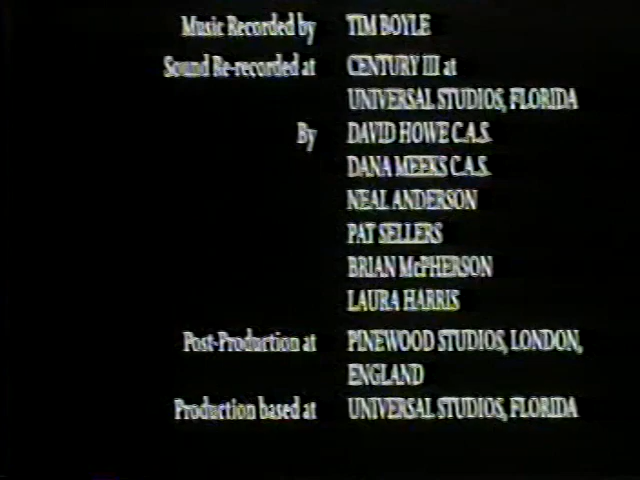 Music Recorded by TIM BOYLE
Sound Re-recorded at CENTURY III at
UNIVERSAL STUDIOS, FLORIDA
By DAVID HOWE C.A.S.
DANA MEEKS C.A.S.
NEAL ANDERSON
PAT SELLERS
BRIAN McPHERSON
LAURA HARRIS
Post-Production at PINEWOOD STUDIOS, LONDON,
ENGLAND
Production based at UNIVERSAL STUDIOS, FLORIDA